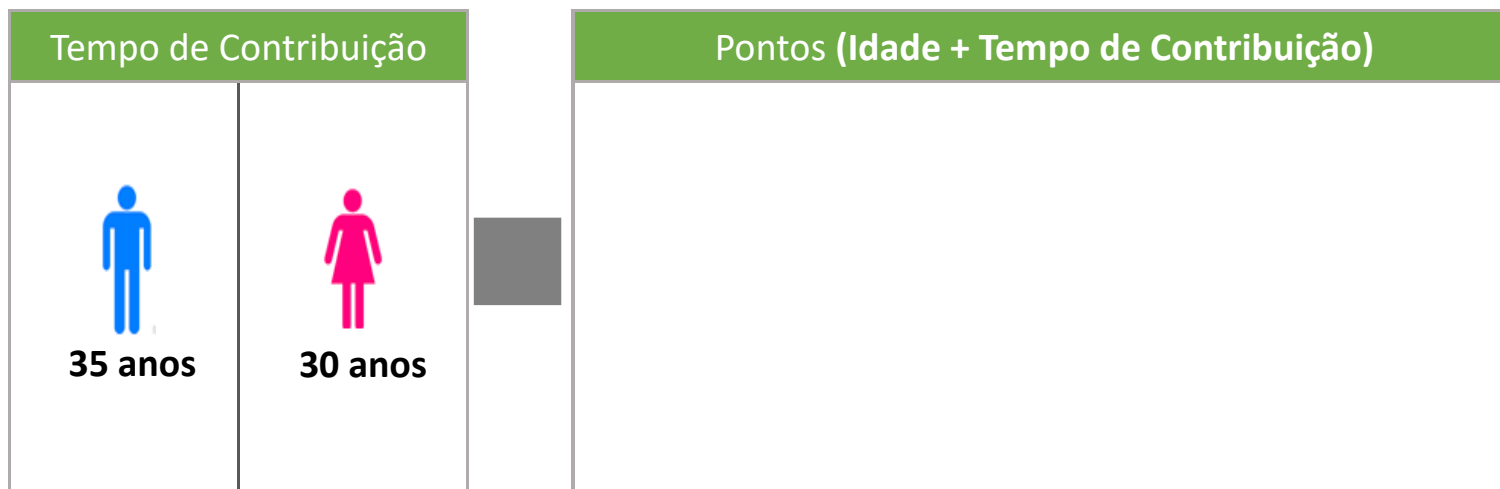 Tempo de Contribuição
Pontos (Idade + Tempo de Contribuição)
35 anos
30 anos